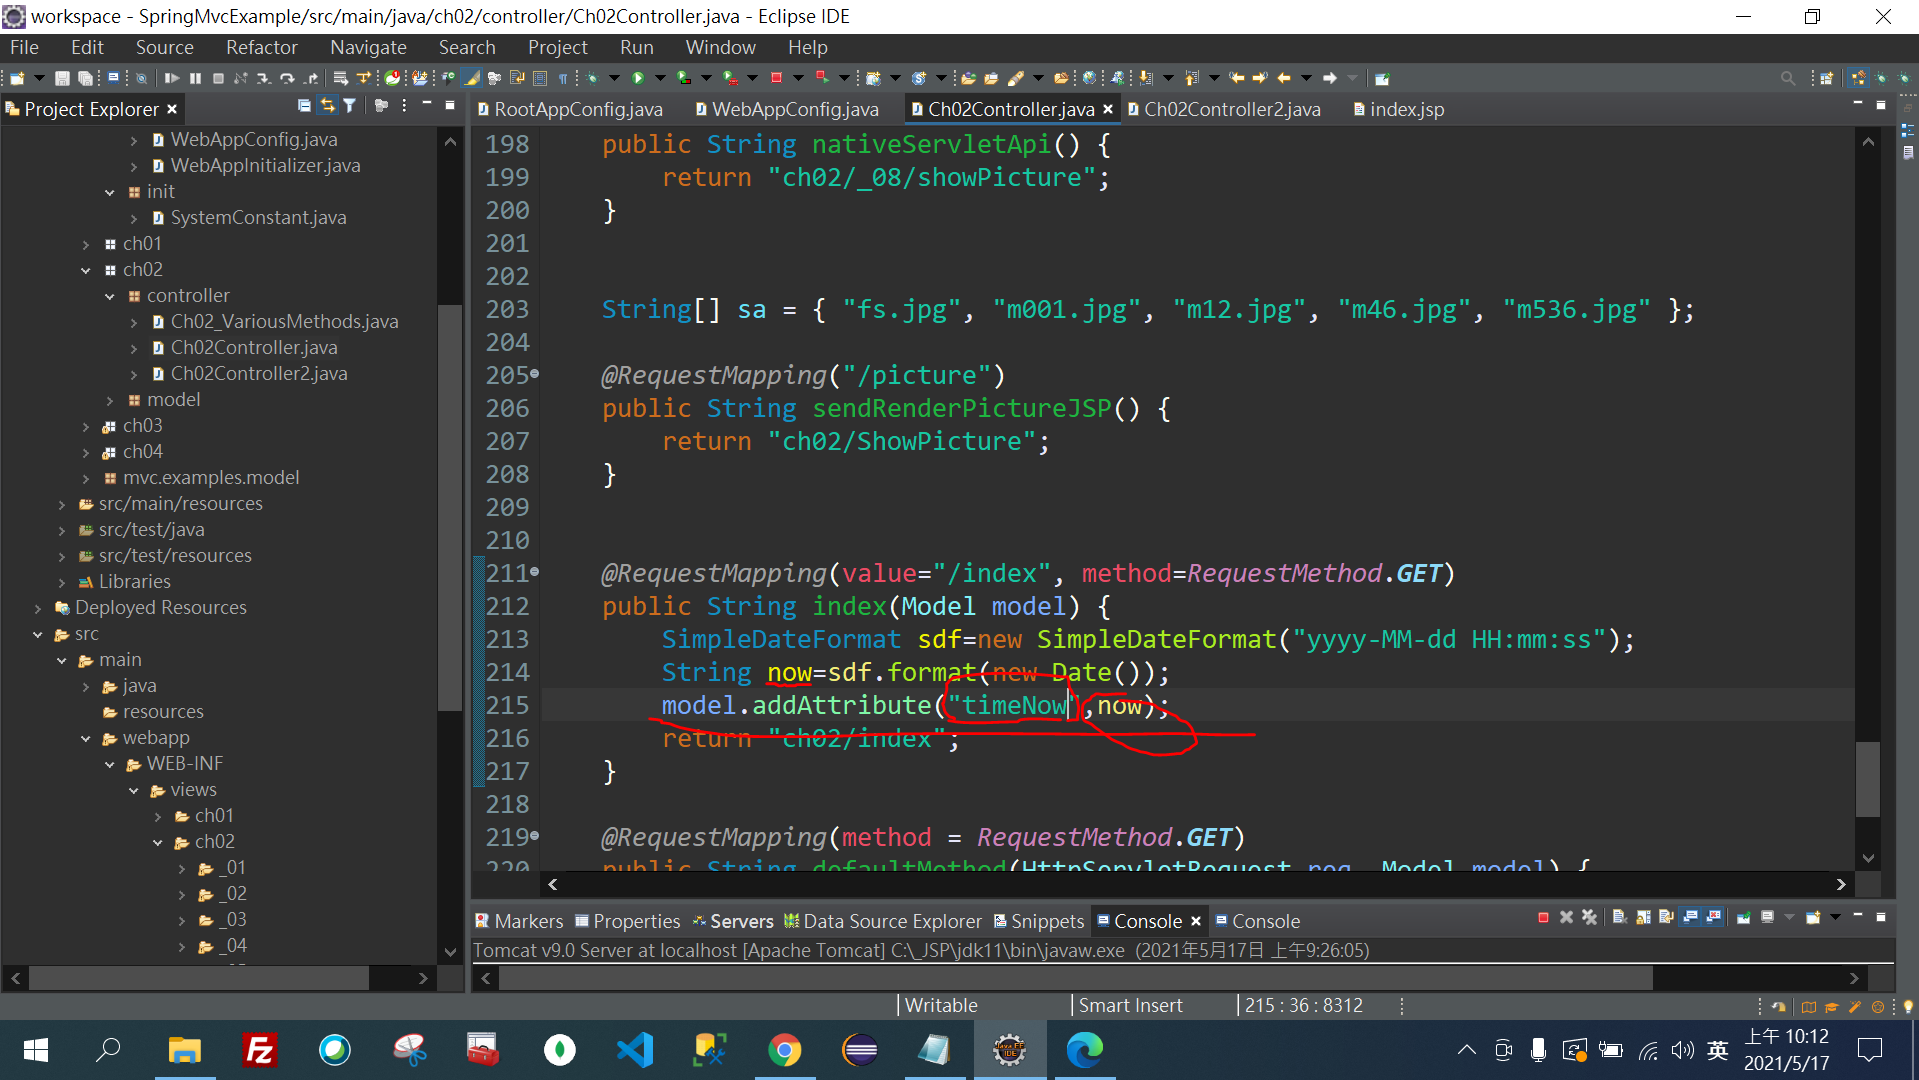 workspace - SpringMvcExample/src/main/java/ch02/controller/Ch02Controller.java - Eclipse IDE
File Edit Source Refactor Navigate Search Project Run Window Help
Project Explorer
RootAppConfig.java WebAppConfig.java Ch02Controller.java Ch02Controller2.java index.jsp
WebAppConfig.java
WebAppInitializer.java
init
SystemConstant.java
ch01
ch02
controller
Ch02_VariousMethods.java
Ch02Controller.java
Ch02Controller2.java
model
ch03
ch04
mvc.examples.model
src/main/resources
src/test/java
src/test/resources
Libraries
Deployed Resources
src
main
java
resources
webapp
WEB-INF
views
ch01
ch02
_01
_02
_03
_04
198 public String nativeServletApi() {
199 return "ch02/_08/showPicture";
200 }
201
202
203 String[] sa = { "fs.jpg", "m001.jpg", "m12.jpg", "m46.jpg", "m536.jpg" };
204
205 @RequestMapping("/picture")
206 public String sendRenderPictureJSP() {
207 return "ch02/ShowPicture";
208 }
209
210
211 @RequestMapping(value="/index", method=RequestMethod.GET)
212 public String index(Model model) {
213 SimpleDateFormat sdf=new SimpleDateFormat("yyyy-MM-dd HH:mm:ss");
214 String now=sdf.format(new Date());
215 model.addAttribute("timeNow",now);
216 return "ch02/index";
217 }
218
219 @RequestMapping(method = RequestMethod.GET)
220 public String defaultMethod(HttpServletRequest req, Model model) {
Markers Properties Servers Data Source Explorer Snippets Console Console
Tomcat v9.0 Server at localhost [Apache Tomcat] C:\_JSP\jdk11\bin\javaw.exe (2021年5月17日 上午9:26:05)
Writable Smart Insert 215 : 36 : 8312
英
上午 10:12
2021/5/17